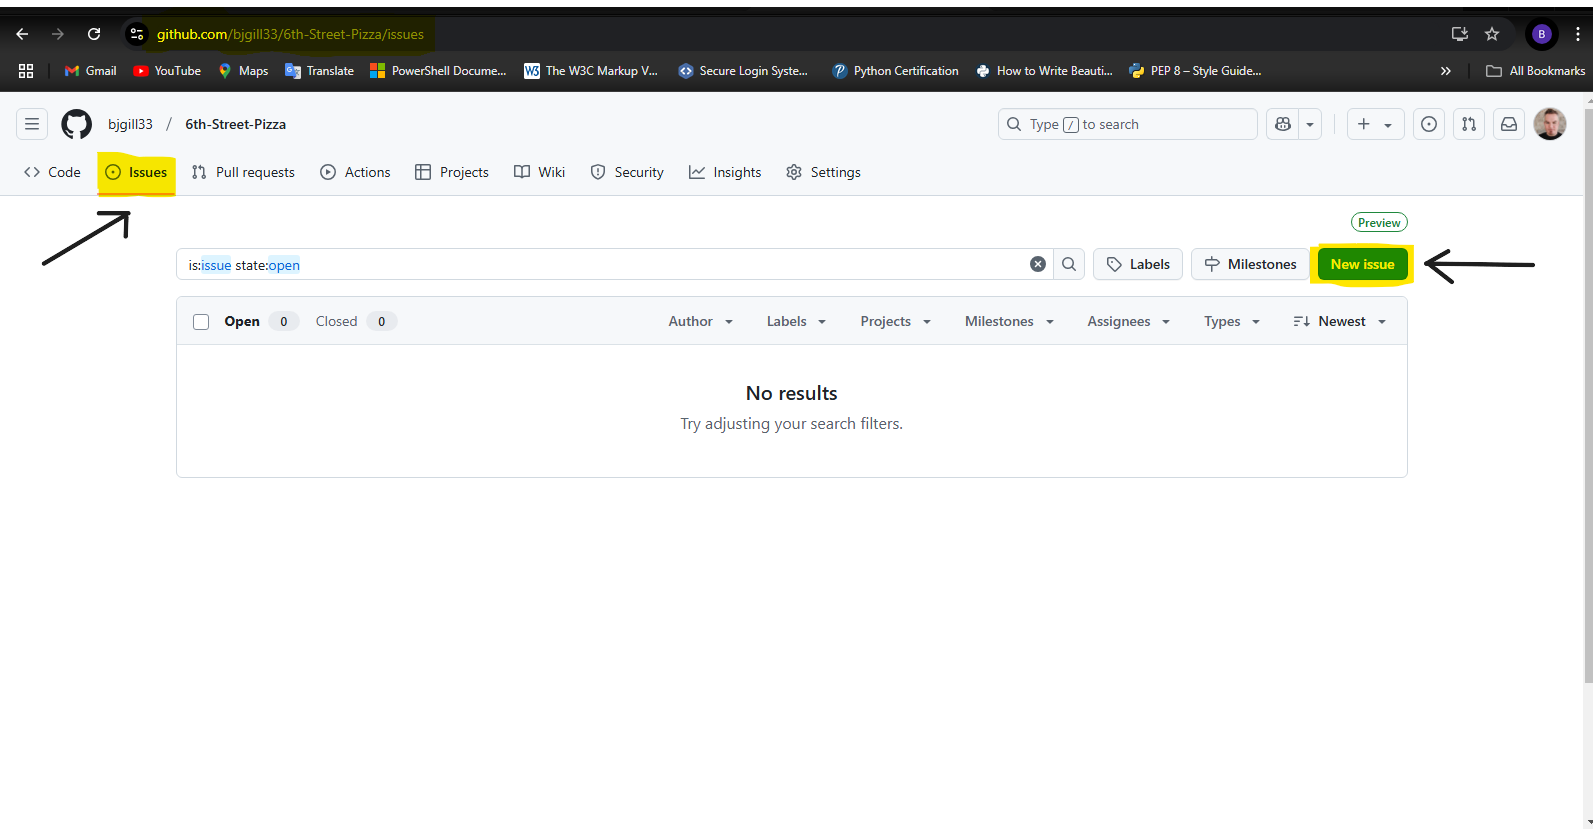 github.com/bjgill33/6th-Street-Pizza/issues
B
Gmail YouTube Maps Translate PowerShell Docume... W3 The W3C Markup V... Secure Login Syste... Python Certification How to Write Beauti... PEP 8 – Style Guide... » All Bookmarks
bjgill33 / 6th-Street-Pizza
Type / to search
Code Issues Pull requests Actions Projects Wiki Security Insights Settings
Preview
is:issue state:open
Labels Milestones New issue
Open 0 Closed 0 Author Labels Projects Milestones Assignees Types Newest
No results
Try adjusting your search filters.